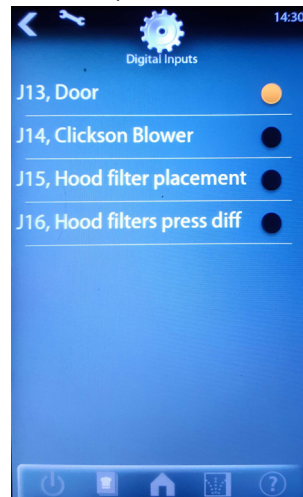 14:30
Digital Inputs
J13, Door
J14, Clickson Blower
J15, Hood filter placement
J16, Hood filters press diff
?